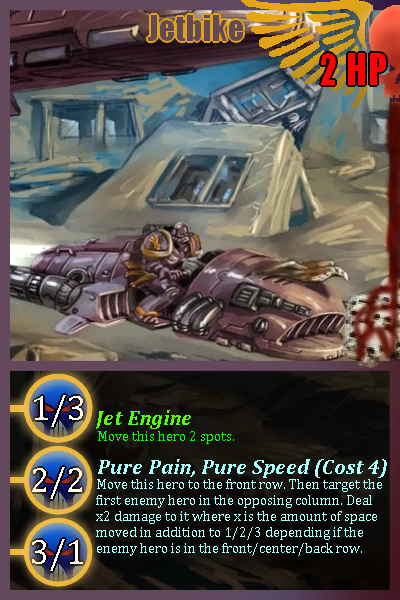 Jetbike
2 HP
1/3
Jet Engine
Move this hero 2 spots.
2/2
Pure Pain, Pure Speed (Cost 4)
Move this hero to the front row. Then target the
first enemy hero in the opposing column. Deal
x2 damage to it where x is the amount of space
moved in addition to 1/2/3 depending if the
enemy hero is in the front/center/back row.
3/1